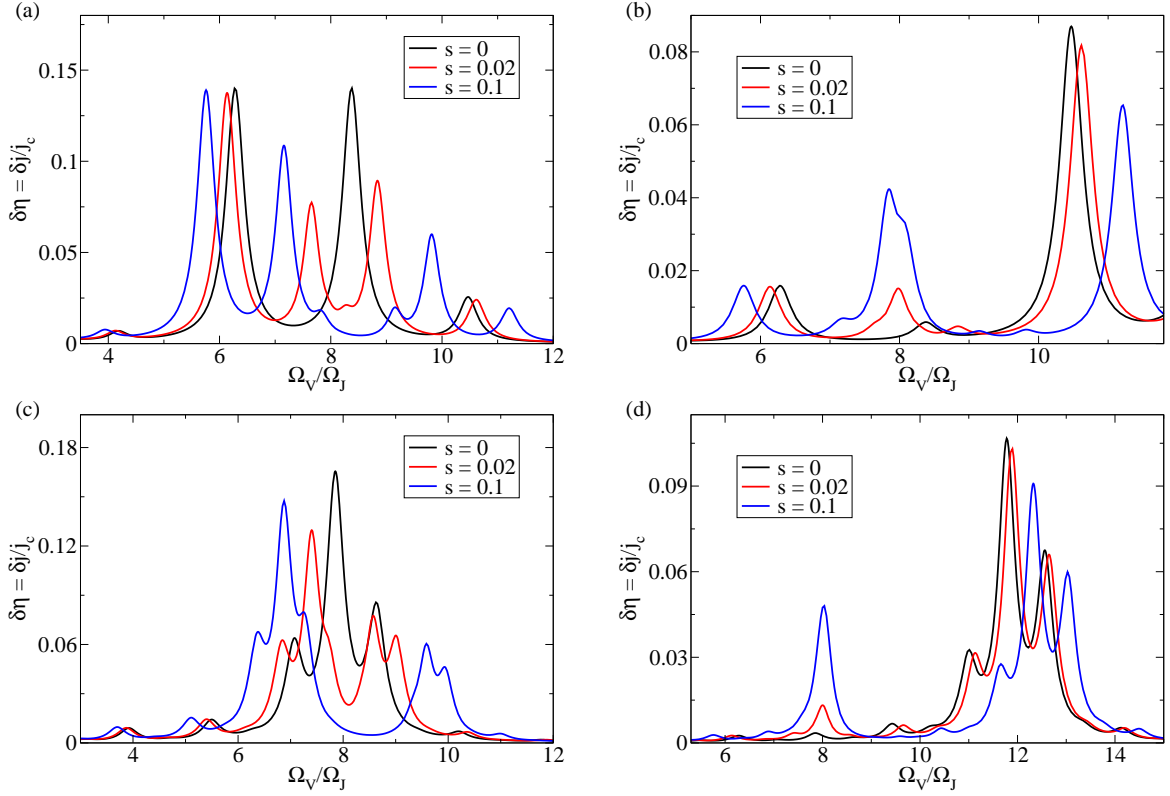 (a)
s = 0
s = 0.02
s = 0.1
δη = δj/j_c
0.15
0.1
0.05
0
4 6 8 10 12
Ω_V/Ω_J
(b)
s = 0
s = 0.02
s = 0.1
δη = δj/j_c
0.08
0.06
0.04
0.02
0
6 8 10
Ω_V/Ω_J
(c)
s = 0
s = 0.02
s = 0.1
δη = δj/j_c
0.18
0.12
0.06
0
4 6 8 10 12
Ω_V/Ω_J
(d)
s = 0
s = 0.02
s = 0.1
δη = δj/j_c
0.09
0.06
0.03
0
6 8 10 12 14
Ω_V/Ω_J